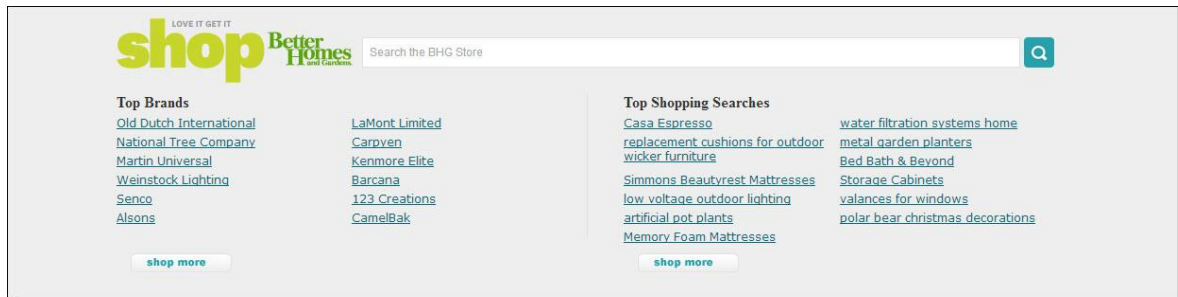 LOVE IT GET IT
shop
Better
Homes
and Gardens.
Search the BHG Store
Top Brands
Old Dutch International
National Tree Company
Martin Universal
Weinstock Lighting
Senco
Alsons
LaMont Limited
Carpyen
Kenmore Elite
Barcana
123 Creations
CamelBak
shop more
Top Shopping Searches
Casa Espresso
replacement cushions for outdoor
wicker furniture
Simmons Beautyrest Mattresses
low voltage outdoor lighting
artificial pot plants
Memory Foam Mattresses
water filtration systems home
metal garden planters
Bed Bath & Beyond
Storage Cabinets
valances for windows
polar bear christmas decorations
shop more